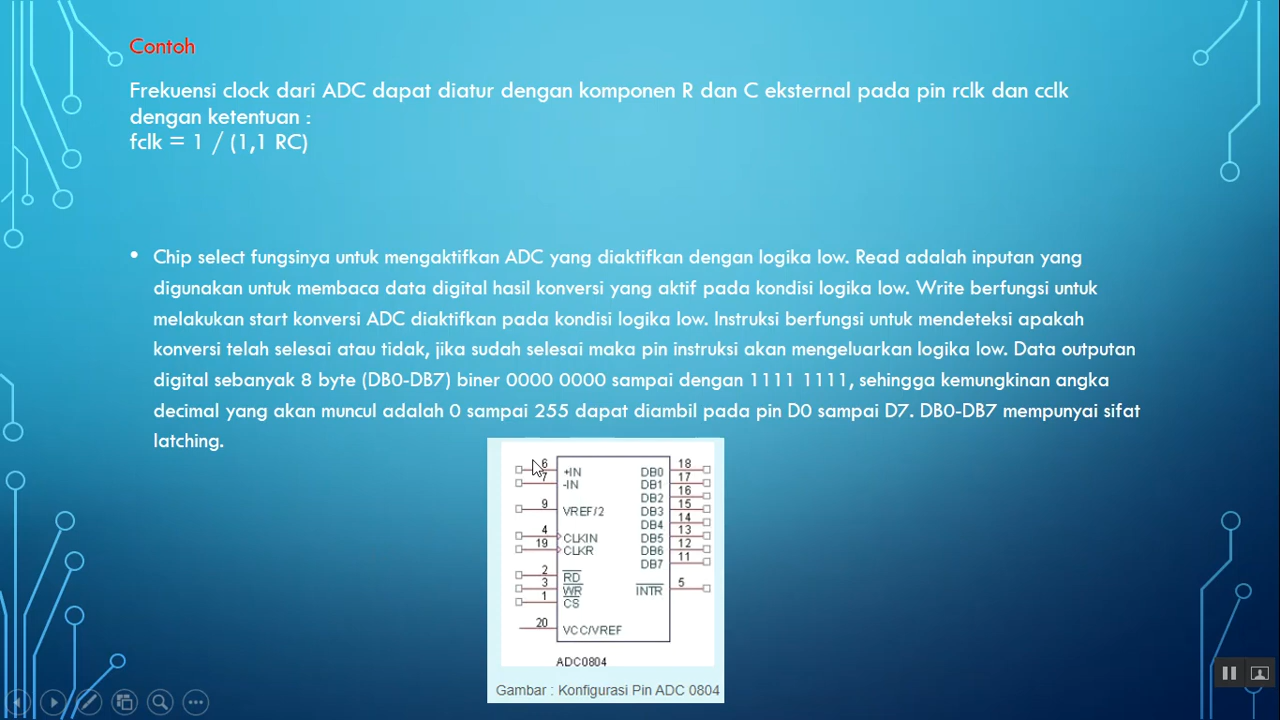 Contoh
Frekuensi clock dari ADC dapat diatur dengan komponen R dan C eksternal pada pin rclk dan cclk
dengan ketentuan :
fclk = 1 / (1,1 RC)
• Chip select fungsinya untuk mengaktifkan ADC yang diaktifkan dengan logika low. Read adalah inputan yang
digunakan untuk membaca data digital hasil konversi yang aktif pada kondisi logika low. Write berfungsi untuk
melakukan start konversi ADC diaktifkan pada kondisi logika low. Instruksi berfungsi untuk mendeteksi apakah
konversi telah selesai atau tidak, jika sudah selesai maka pin instruksi akan mengeluarkan logika low. Data outputan
digital sebanyak 8 byte (DB0-DB7) biner 0000 0000 sampai dengan 1111 1111, sehingga kemungkinan angka
decimal yang akan muncul adalah 0 sampai 255 dapat diambil pada pin D0 sampai D7. DB0-DB7 mempunyai sifat
latching.
6 +IN DB0 18
7 -IN DB1 17
DB2 16
9 VREF/2 DB3 15
DB4 14
4 CLKIN DB5 13
19 CLKR DB6 12
DB7 11
2 RD
3 WR INTR 5
1 CS
20 VCC/VREF
ADC0804
Gambar : Konfigurasi Pin ADC 0804